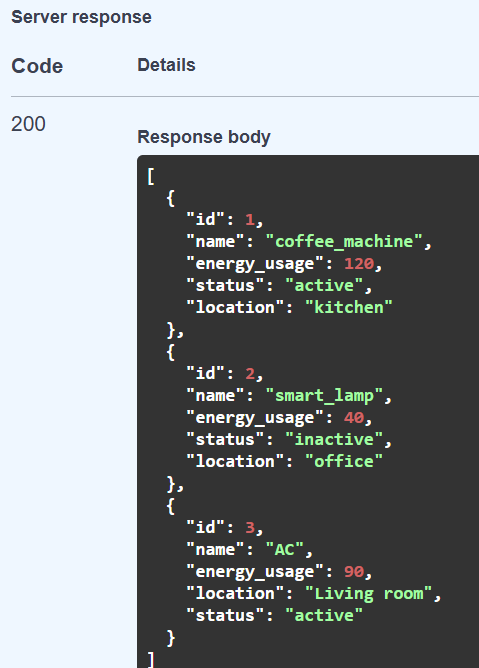 Server response
Code Details
200
Response body
[
  {
    "id": 1,
    "name": "coffee_machine",
    "energy_usage": 120,
    "status": "active",
    "location": "kitchen"
  },
  {
    "id": 2,
    "name": "smart_lamp",
    "energy_usage": 40,
    "status": "inactive",
    "location": "office"
  },
  {
    "id": 3,
    "name": "AC",
    "energy_usage": 90,
    "location": "Living room",
    "status": "active"
  }
]